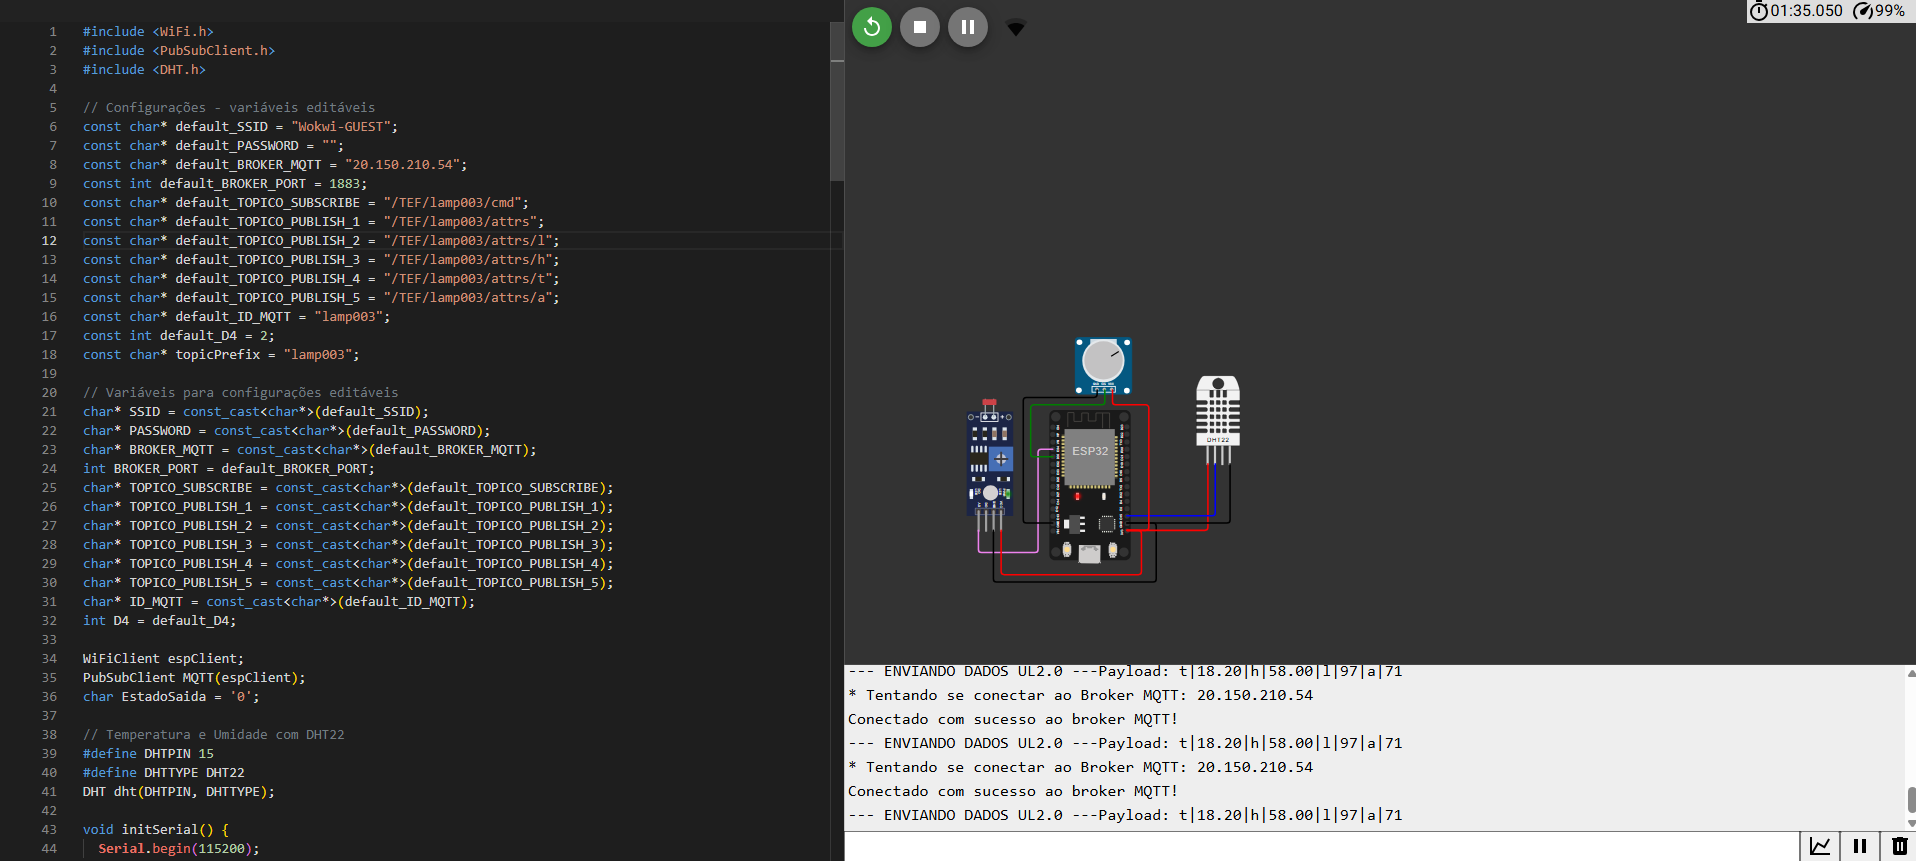 1 #include <WiFi.h>
2 #include <PubSubClient.h>
3 #include <DHT.h>
4
5 // Configurações - variáveis editáveis
6 const char* default_SSID = "Wokwi-GUEST";
7 const char* default_PASSWORD = "";
8 const char* default_BROKER_MQTT = "20.150.210.54";
9 const int default_BROKER_PORT = 1883;
10 const char* default_TOPICO_SUBSCRIBE = "/TEF/lamp003/cmd";
11 const char* default_TOPICO_PUBLISH_1 = "/TEF/lamp003/attrs";
12 const char* default_TOPICO_PUBLISH_2 = "/TEF/lamp003/attrs/l";
13 const char* default_TOPICO_PUBLISH_3 = "/TEF/lamp003/attrs/h";
14 const char* default_TOPICO_PUBLISH_4 = "/TEF/lamp003/attrs/t";
15 const char* default_TOPICO_PUBLISH_5 = "/TEF/lamp003/attrs/a";
16 const char* default_ID_MQTT = "lamp003";
17 const int default_D4 = 2;
18 const char* topicPrefix = "lamp003";
19
20 // Variáveis para configurações editáveis
21 char* SSID = const_cast<char*>(default_SSID);
22 char* PASSWORD = const_cast<char*>(default_PASSWORD);
23 char* BROKER_MQTT = const_cast<char*>(default_BROKER_MQTT);
24 int BROKER_PORT = default_BROKER_PORT;
25 char* TOPICO_SUBSCRIBE = const_cast<char*>(default_TOPICO_SUBSCRIBE);
26 char* TOPICO_PUBLISH_1 = const_cast<char*>(default_TOPICO_PUBLISH_1);
27 char* TOPICO_PUBLISH_2 = const_cast<char*>(default_TOPICO_PUBLISH_2);
28 char* TOPICO_PUBLISH_3 = const_cast<char*>(default_TOPICO_PUBLISH_3);
29 char* TOPICO_PUBLISH_4 = const_cast<char*>(default_TOPICO_PUBLISH_4);
30 char* TOPICO_PUBLISH_5 = const_cast<char*>(default_TOPICO_PUBLISH_5);
31 char* ID_MQTT = const_cast<char*>(default_ID_MQTT);
32 int D4 = default_D4;
33
34 WiFiClient espClient;
35 PubSubClient MQTT(espClient);
36 char EstadoSaida = '0';
37
38 // Temperatura e Umidade com DHT22
39 #define DHTPIN 15
40 #define DHTTYPE DHT22
41 DHT dht(DHTPIN, DHTTYPE);
42
43 void initSerial() {
44 Serial.begin(115200);
01:35.050 99%
ESP32
DHT22
--- ENVIANDO DADOS UL2.0 ---Payload: t|18.20|h|58.00|l|97|a|71
* Tentando se conectar ao Broker MQTT: 20.150.210.54
Conectado com sucesso ao broker MQTT!
--- ENVIANDO DADOS UL2.0 ---Payload: t|18.20|h|58.00|l|97|a|71
* Tentando se conectar ao Broker MQTT: 20.150.210.54
Conectado com sucesso ao broker MQTT!
--- ENVIANDO DADOS UL2.0 ---Payload: t|18.20|h|58.00|l|97|a|71